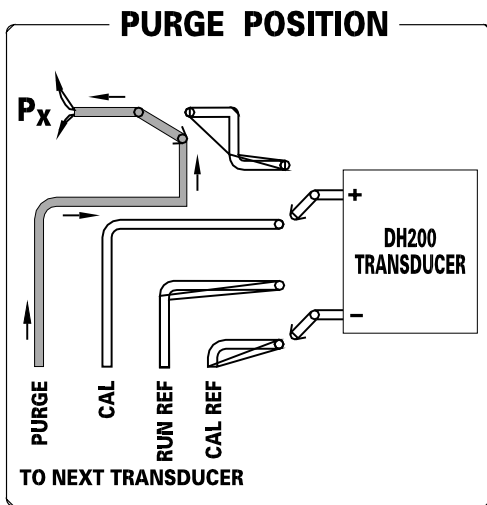 PURGE POSITION
Px
+
DH200
TRANSDUCER
−
PURGE
CAL
RUN REF
CAL REF
TO NEXT TRANSDUCER